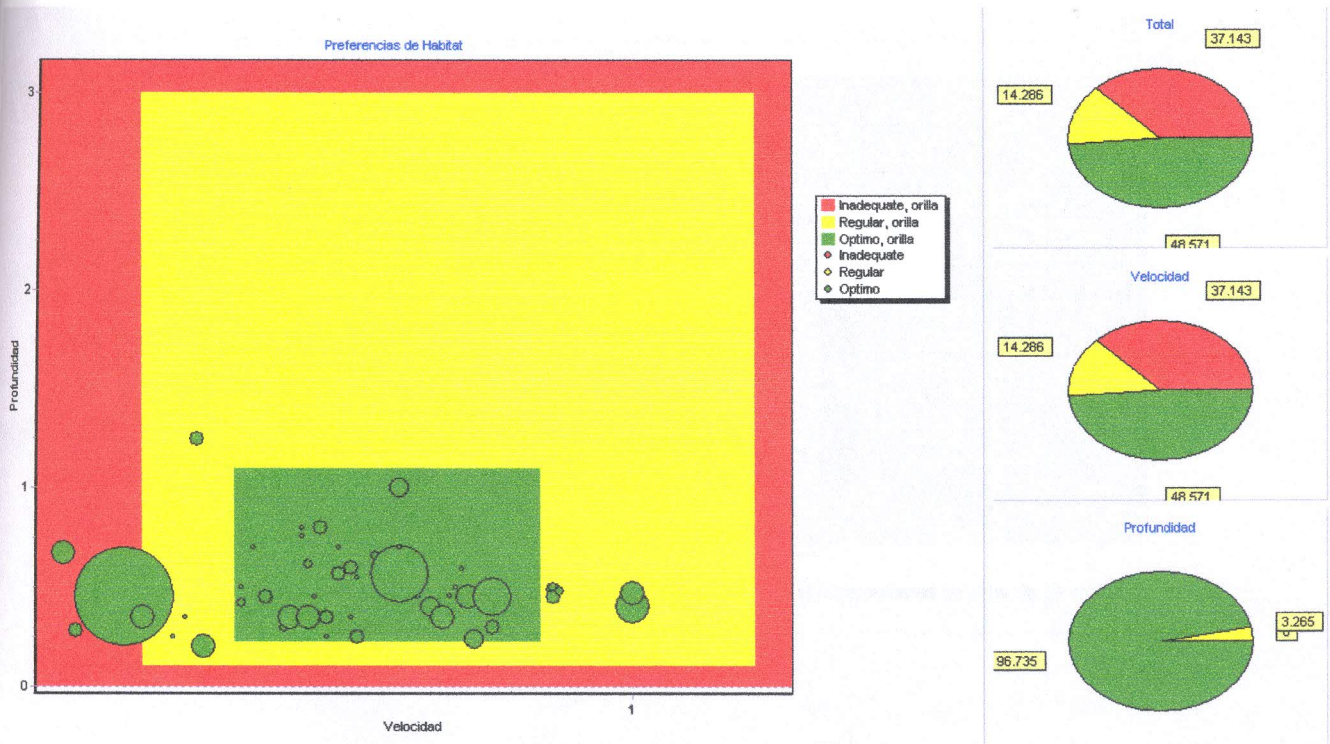 Preferencias de Habitat
3
2
1
0
Profundidad
1
Velocidad
Inadequate, orilla
Regular, orilla
Optimo, orilla
Inadequate
Regular
Optimo
Total
37.143
14.286
48.571
Velocidad
37.143
14.286
48.571
Profundidad
3.265
0
96.735